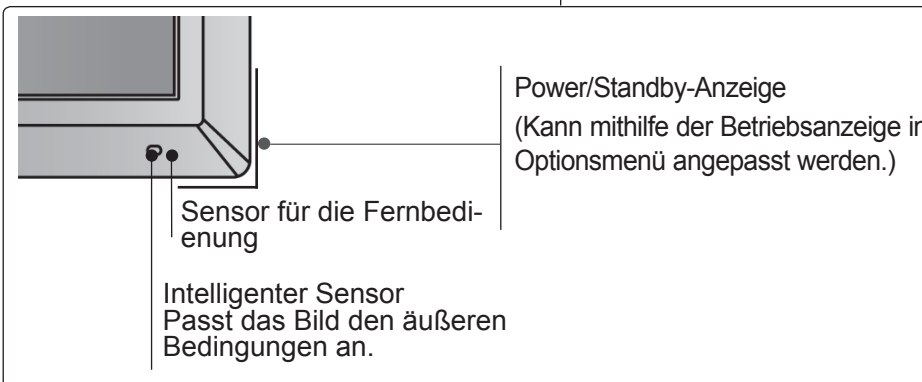 Power/Standby-Anzeige
(Kann mithilfe der Betriebsanzeige
Optionsmenü angepasst werden.)
Sensor für die Fernbedi-
enung
Intelligenter Sensor
Passt das Bild den äußeren
Bedingungen an.